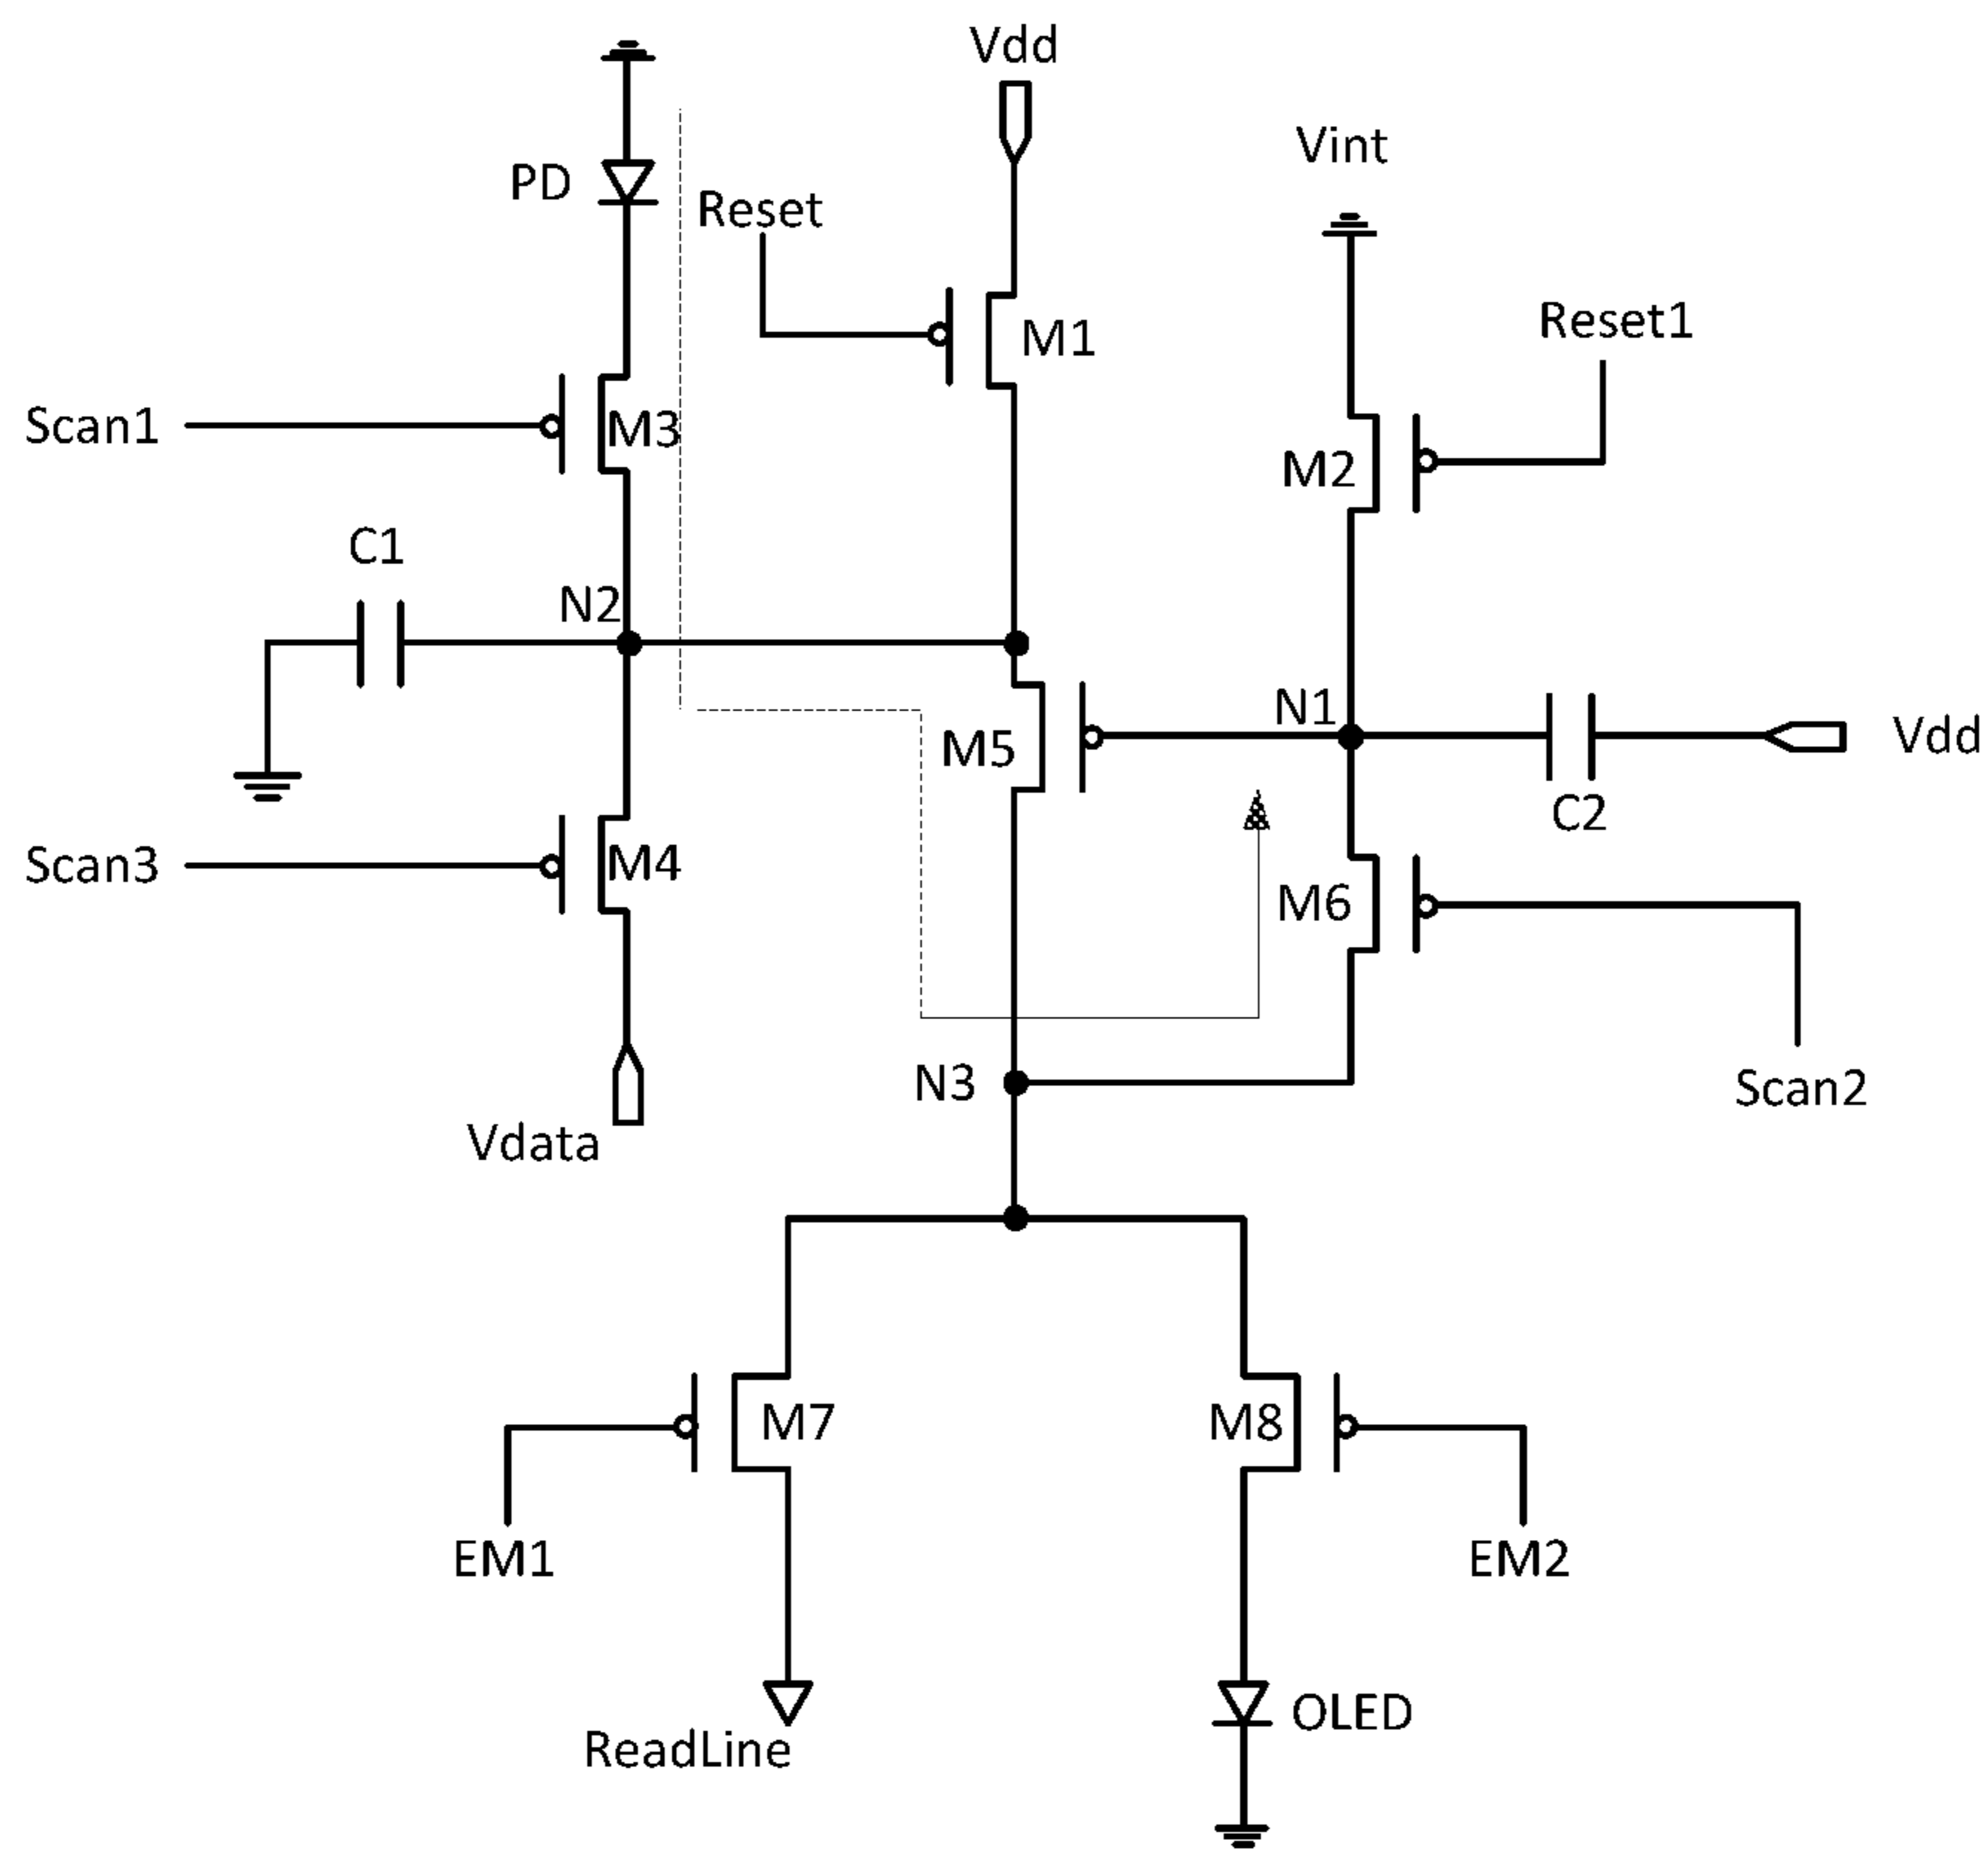 Vdd
Vint
PD
Reset
Reset1
M1
Scan1
M3
M2
C1
N2
N1
Vdd
M5
C2
Scan3
M4
M6
N3
Scan2
Vdata
M7
M8
EM1
EM2
OLED
ReadLine